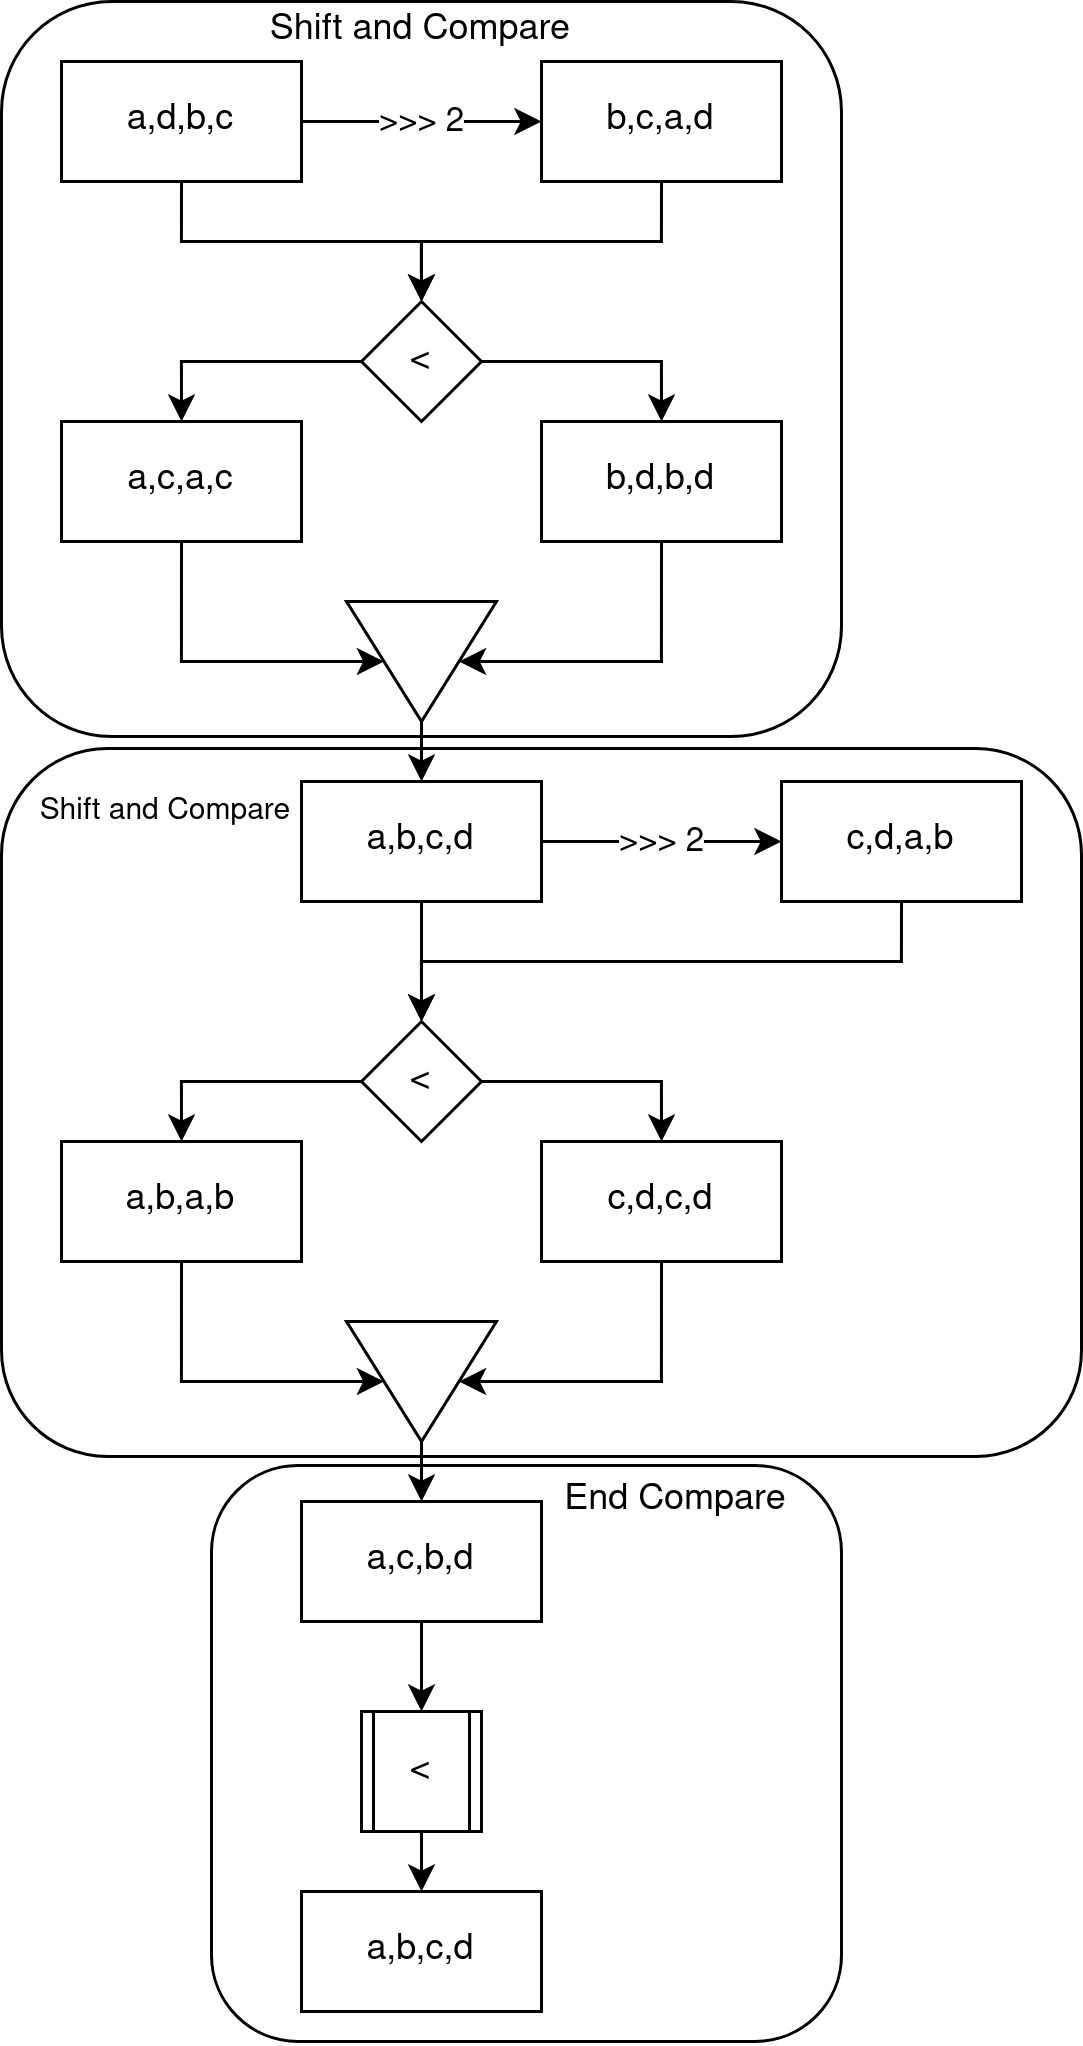 Shift and Compare
a,d,b,c
>>> 2
b,c,a,d
<
a,c,a,c
b,d,b,d
Shift and Compare
a,b,c,d
>>> 2
c,d,a,b
<
a,b,a,b
c,d,c,d
End Compare
a,c,b,d
<
a,b,c,d